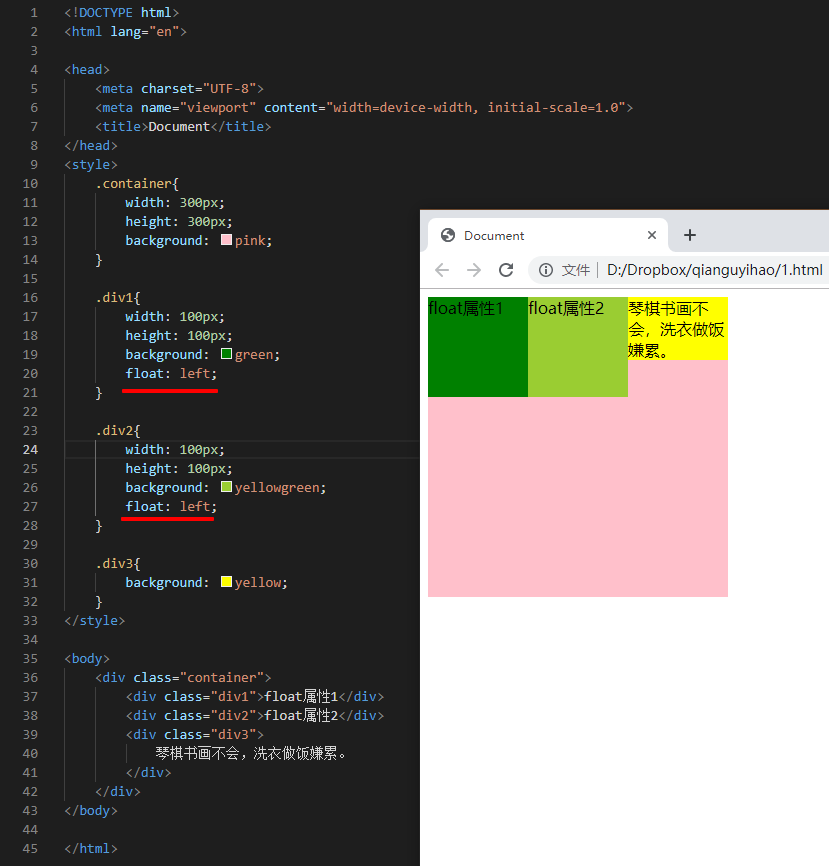 1 <!DOCTYPE html>
2 <html lang="en">
3
4 <head>
5     <meta charset="UTF-8">
6     <meta name="viewport" content="width=device-width, initial-scale=1.0">
7     <title>Document</title>
8 </head>
9 <style>
10     .container{
11         width: 300px;
12         height: 300px;
13         background: pink;
14     }
15
16     .div1{
17         width: 100px;
18         height: 100px;
19         background: green;
20         float: left;
21     }
22
23     .div2{
24         width: 100px;
25         height: 100px;
26         background: yellowgreen;
27         float: left;
28     }
29
30     .div3{
31         background: yellow;
32     }
33 </style>
34
35 <body>
36     <div class="container">
37         <div class="div1">float属性1</div>
38         <div class="div2">float属性2</div>
39         <div class="div3">
40             琴棋书画不会，洗衣做饭嫌累。
41         </div>
42     </div>
43 </body>
44
45 </html>
Document
文件 | D:/Dropbox/qianguyihao/1.html
float属性1
float属性2
琴棋书画不
会，洗衣做饭
嫌累。